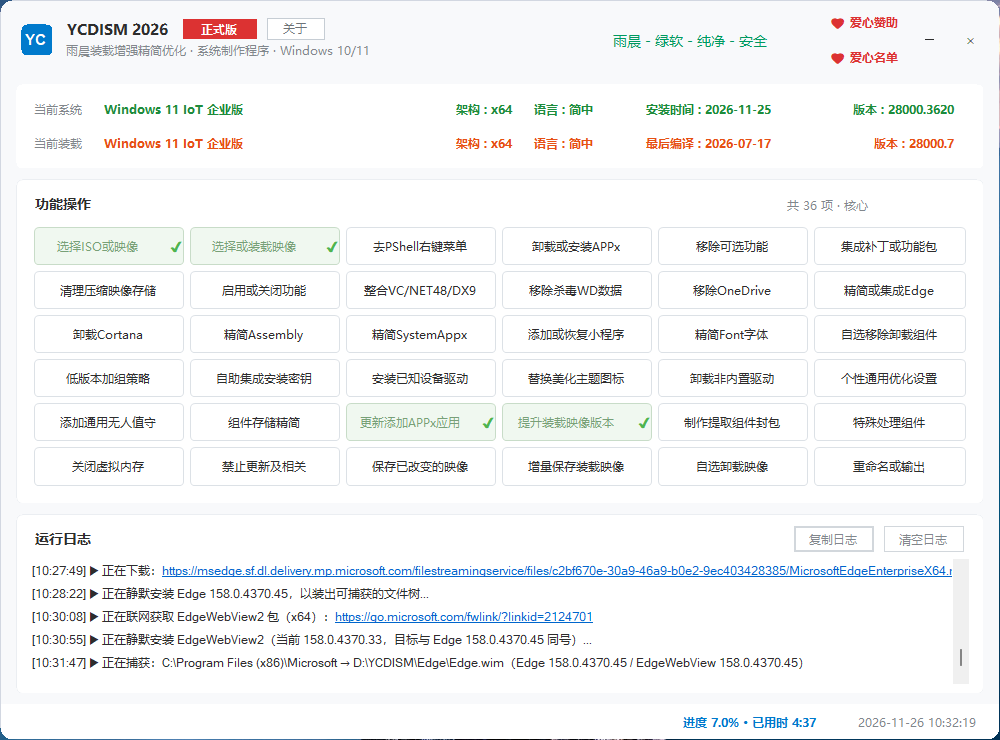 YC
YCDISM 2026 正式版 关于
雨晨装载增强精简优化 · 系统制作程序 · Windows 10/11
雨晨 - 绿软 - 纯净 - 安全
爱心赞助
爱心名单
当前系统 Windows 11 IoT 企业版 架构：x64 语言：简中 安装时间：2026-11-25 版本：28000.3620
当前装载 Windows 11 IoT 企业版 架构：x64 语言：简中 最后编译：2026-07-17 版本：28000.7
功能操作 共 36 项 · 核心
选择ISO或映像 选择或装载映像 去PShell右键菜单 卸载或安装APPx 移除可选功能 集成补丁或功能包
清理压缩映像存储 启用或关闭功能 整合VC/NET48/DX9 移除杀毒WD数据 移除OneDrive 精简或集成Edge
卸载Cortana 精简Assembly 精简SystemAppx 添加或恢复小程序 精简Font字体 自选移除卸载组件
低版本加组策略 自助集成安装密钥 安装已知设备驱动 替换美化主题图标 卸载非内置驱动 个性通用优化设置
添加通用无人值守 组件存储精简 更新添加APPx应用 提升装载映像版本 制作提取组件封包 特殊处理组件
关闭虚拟内存 禁止更新及相关 保存已改变的映像 增量保存装载映像 自选卸载映像 重命名或输出
运行日志 复制日志 清空日志
[10:27:49] ▶ 正在下载：https://msedge.sf.dl.delivery.mp.microsoft.com/filestreamingservice/files/c2bf670e-30a9-46a9-b0e2-9ec403428385/MicrosoftEdgeEnterpriseX64.r
[10:28:22] ▶ 正在静默安装 Edge 158.0.4370.45，以装出可捕获的文件树...
[10:30:08] ▶ 正在联网获取 EdgeWebView2 包（x64）：https://go.microsoft.com/fwlink/?linkid=2124701
[10:30:55] ▶ 正在静默安装 EdgeWebView2（当前 158.0.4370.33，目标与 Edge 158.0.4370.45 同号）...
[10:31:47] ▶ 正在捕获：C:\Program Files (x86)\Microsoft → D:\YCDISM\Edge\Edge.wim（Edge 158.0.4370.45 / EdgeWebView 158.0.4370.45）
进度 7.0% • 已用时 4:37 2026-11-26 10:32:19